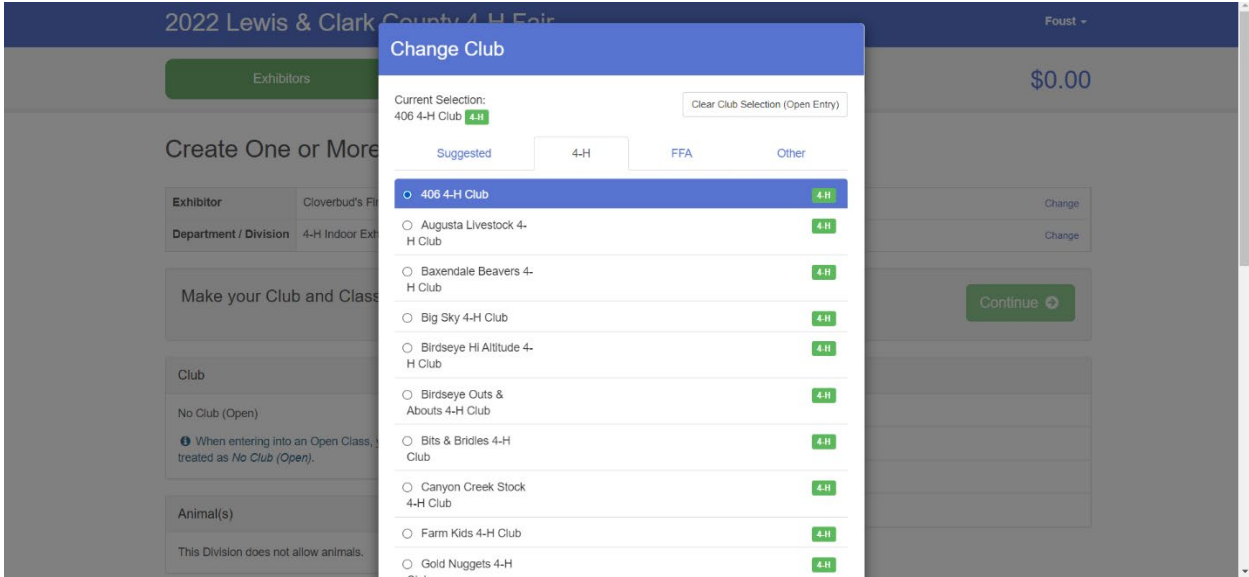 2022 Lewis & Clark County 4-H Fair
Foust
Change Club
Exhibitors
$0.00
Current Selection:
406 4-H Club 4-H
Clear Club Selection (Open Entry)
Create One or More
Suggested 4-H FFA Other
Exhibitor Cloverbud's
Change
Department / Division 4-H Indoor
Change
406 4-H Club 4-H
Augusta Livestock 4-
H Club
4-H
Baxendale Beavers 4-
H Club
4-H
Big Sky 4-H Club 4-H
Birdseye Hi Altitude 4-
H Club
4-H
Birdseye Outs &
Abouts 4-H Club
4-H
Bits & Bridles 4-H
Club
4-H
Canyon Creek Stock
4-H Club
4-H
Farm Kids 4-H Club 4-H
Gold Nuggets 4-H
4-H
Make your Club and Class
Continue
Club
No Club (Open)
When entering into an Open Class,
treated as No Club (Open).
Animal(s)
This Division does not allow animals.